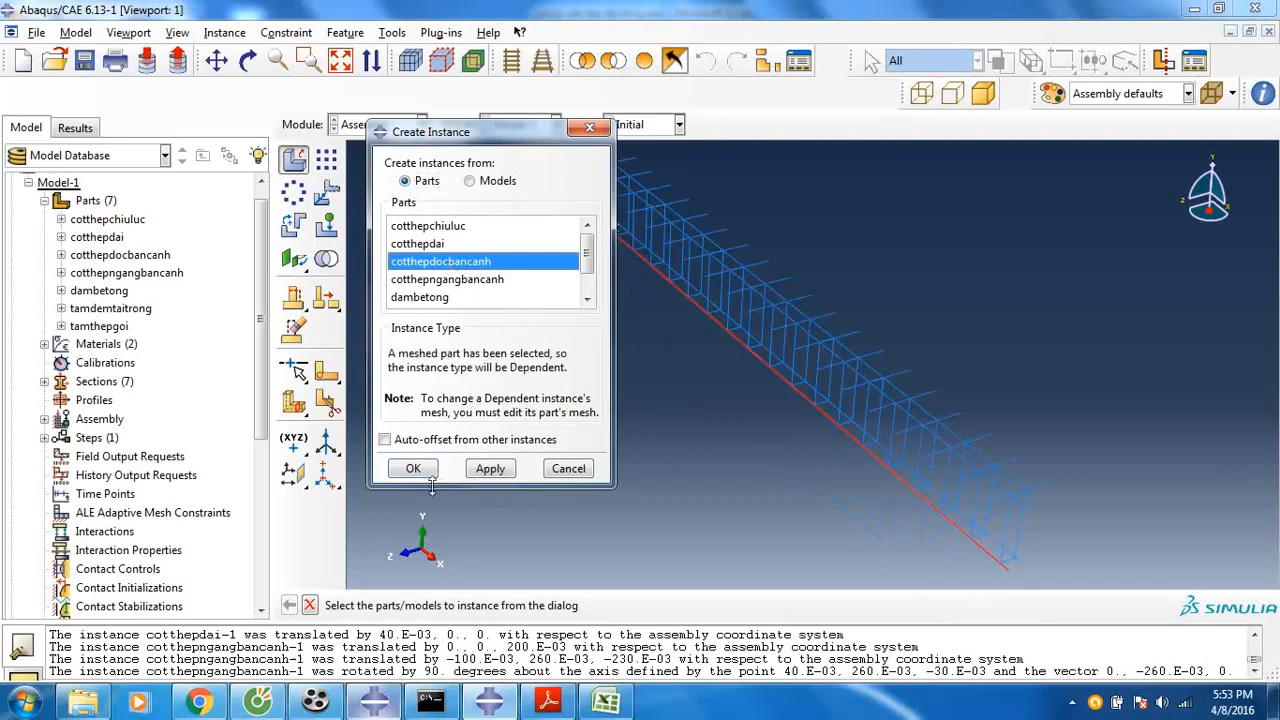 Abaqus/CAE 6.13-1 [Viewport: 1]
File Model Viewport View Instance Constraint Feature Tools Plug-ins Help
All
Assembly defaults
Model Results
Module: Asse
Initial
Model Database
Model-1
Parts (7)
cotthepchiuluc
cotthepdai
cotthepdocbancanh
cotthepngangbancanh
dambetong
tamdemtaitrong
tamthepgoi
Materials (2)
Calibrations
Sections (7)
Profiles
Assembly
Steps (1)
Field Output Requests
History Output Requests
Time Points
ALE Adaptive Mesh Constraints
Interactions
Interaction Properties
Contact Controls
Contact Initializations
Contact Stabilizations
(XYZ)
Create Instance
Create instances from:
Parts Models
Parts
cotthepchiuluc
cotthepdai
cotthepdocbancanh
cotthepngangbancanh
dambetong
Instance Type
A meshed part has been selected, so
the instance type will be Dependent.
Note: To change a Dependent instance's
mesh, you must edit its part's mesh.
Auto-offset from other instances
OK Apply Cancel
Y
Z
X
Y
Z
X
Select the parts/models to instance from the dialog
SIMULIA
The instance cotthepdai-1 was translated by 40.E-03, 0., 0. with respect to the assembly coordinate system
The instance cotthepngangbancanh-1 was translated by 0., 0., 200.E-03 with respect to the assembly coordinate system
The instance cotthepngangbancanh-1 was translated by -100.E-03, 260.E-03, -230.E-03 with respect to the assembly coordinate system
The instance cotthepngangbancanh-1 was rotated by 90. degrees about the axis defined by the point 40.E-03, 260.E-03, -30.E-03 and the vector 0., -260.E-03, 0.
5:53 PM
4/8/2016